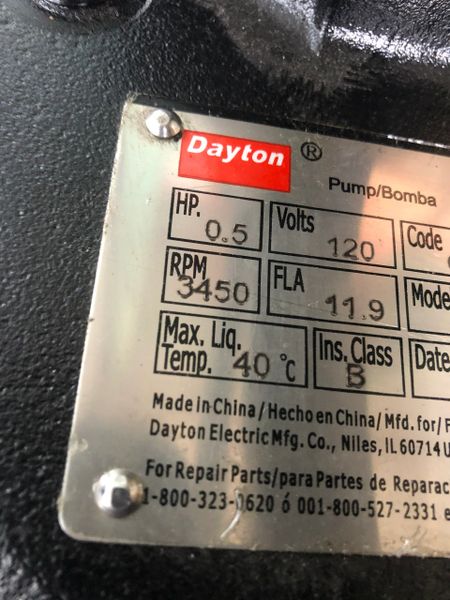 Dayton ®
Pump/Bomba
HP. 0.5 Volts 120 Code
RPM 3450 FLA 11.9 Mode
Max. Liq. Temp. 40 °C Ins. Class B Date
Made in China/Hecho en China/Mfd. for/F
Dayton Electric Mfg. Co., Niles, IL 60714 U
For Repair Parts/para Partes de Reparac
1-800-323-0620 ó 001-800-527-2331 e